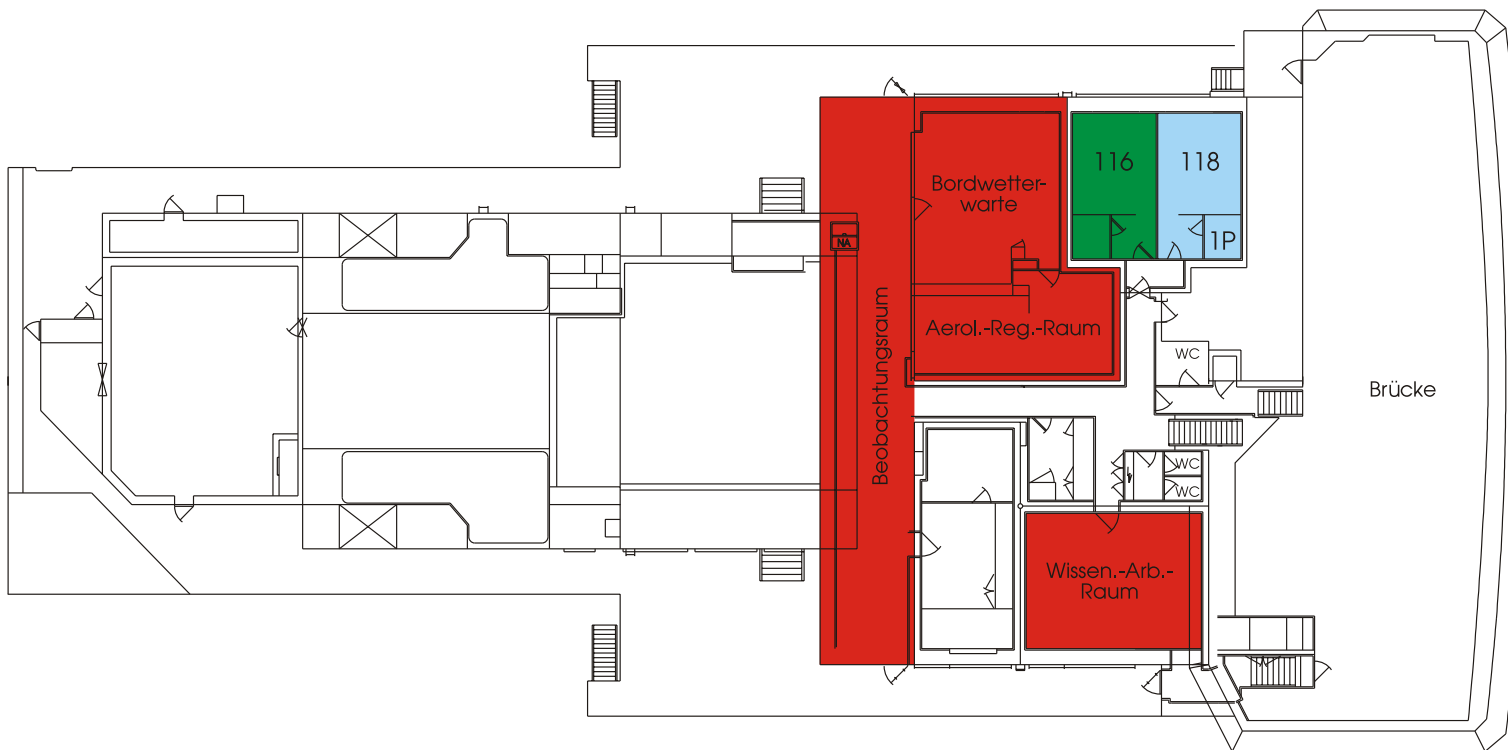 116
118
1P
Bordwetter-
warte
NA
Beobachtungsraum
Aerol.-Reg.-Raum
WC
Brücke
WC
WC
Wissen.-Arb.-
Raum